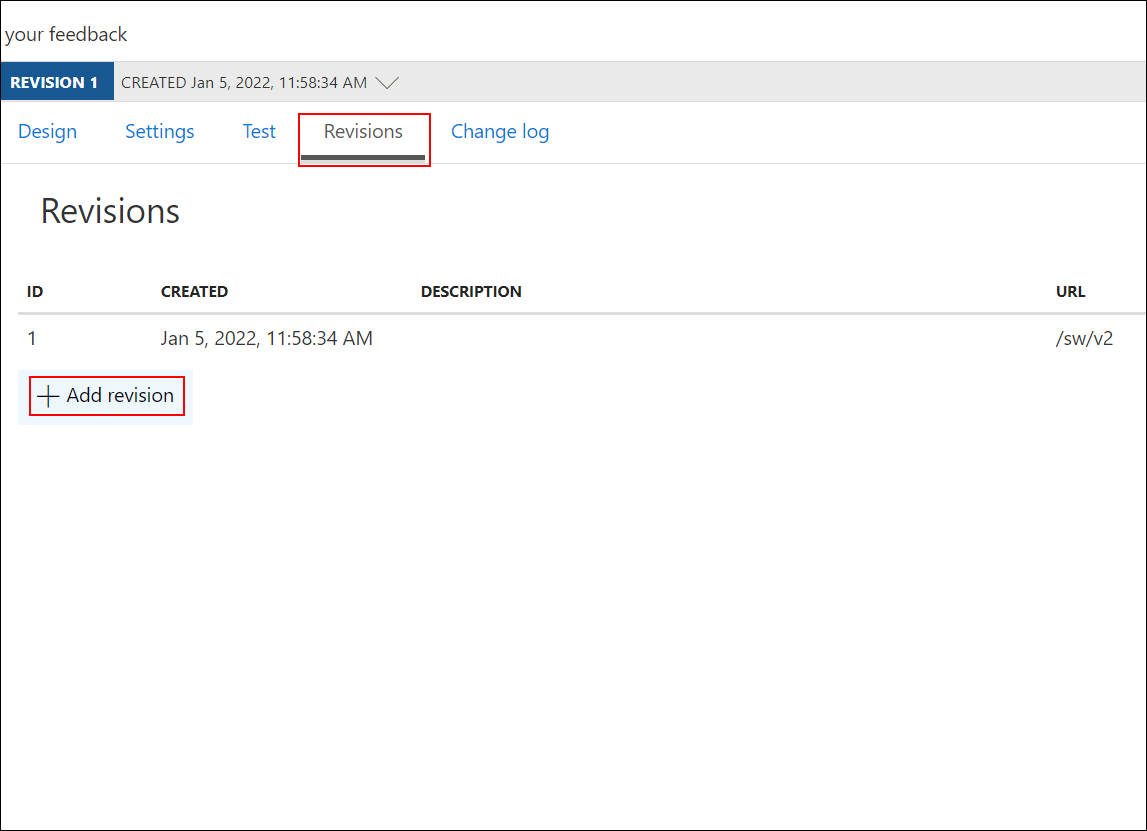 your feedback
REVISION 1 CREATED Jan 5, 2022, 11:58:34 AM
Design Settings Test Revisions Change log
Revisions
ID CREATED DESCRIPTION URL
1 Jan 5, 2022, 11:58:34 AM /sw/v2
Add revision